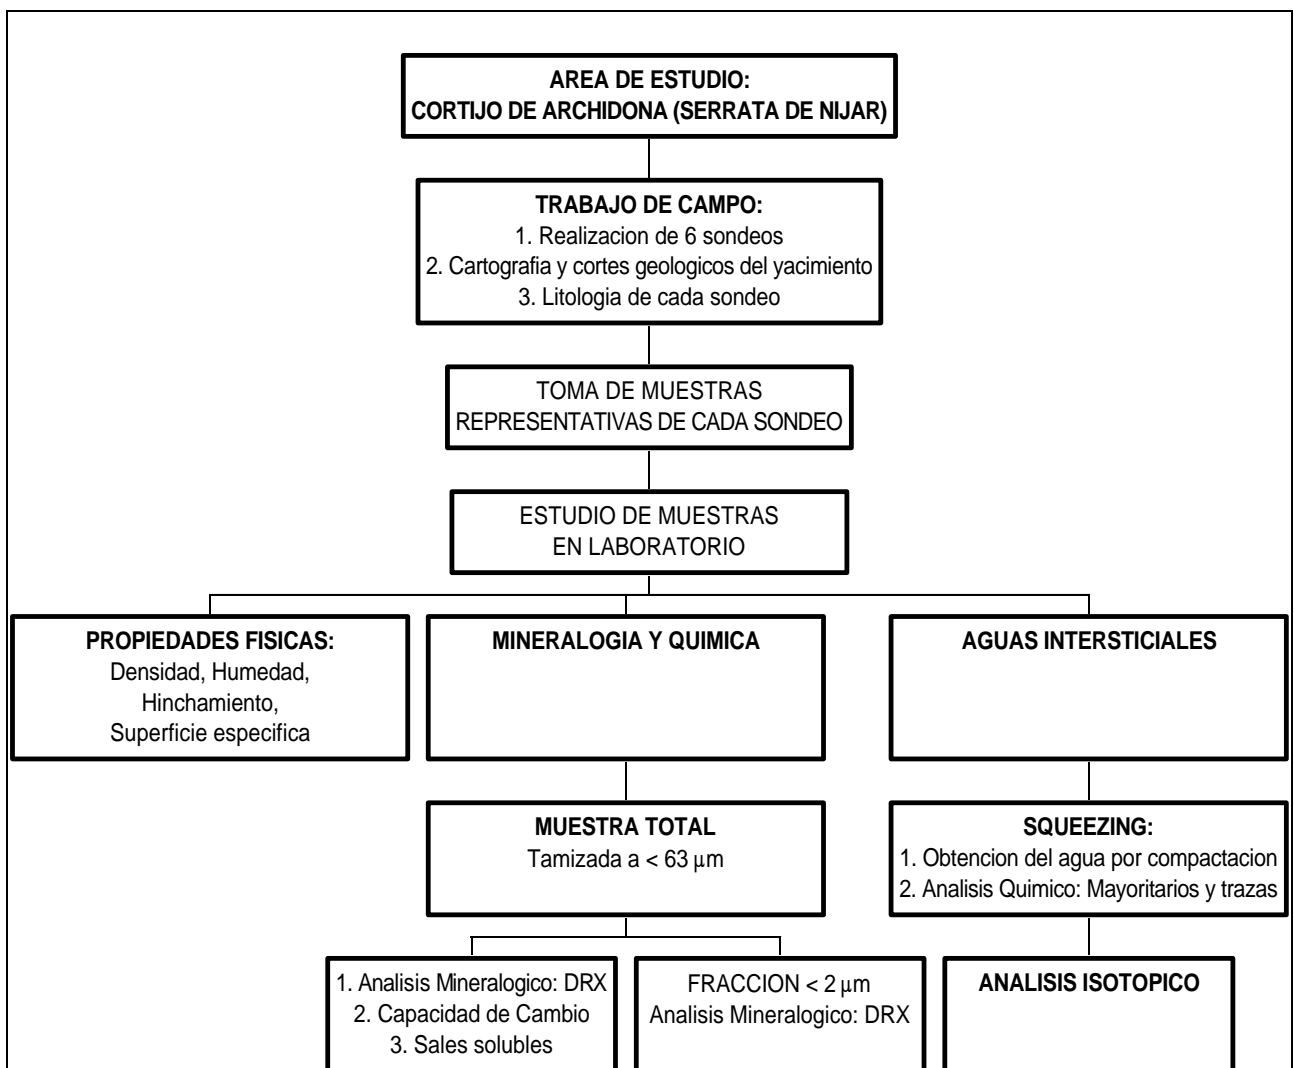 AREA DE ESTUDIO:
CORTIJO DE ARCHIDONA (SERRATA DE NIJAR)
TRABAJO DE CAMPO:
1. Realizacion de 6 sondeos
2. Cartografia y cortes geologicos del yacimiento
3. Litologia de cada sondeo
TOMA DE MUESTRAS
REPRESENTATIVAS DE CADA SONDEO
ESTUDIO DE MUESTRAS
EN LABORATORIO
PROPIEDADES FISICAS:
Densidad, Humedad,
Hinchamiento,
Superficie especifica
MINERALOGIA Y QUIMICA
AGUAS INTERSTICIALES
MUESTRA TOTAL
Tamizada a < 63 μm
SQUEEZING:
1. Obtencion del agua por compactacion
2. Analisis Quimico: Mayoritarios y trazas
1. Analisis Mineralogico: DRX
2. Capacidad de Cambio
3. Sales solubles
FRACCION < 2 μm
Analisis Mineralogico: DRX
ANALISIS ISOTOPICO